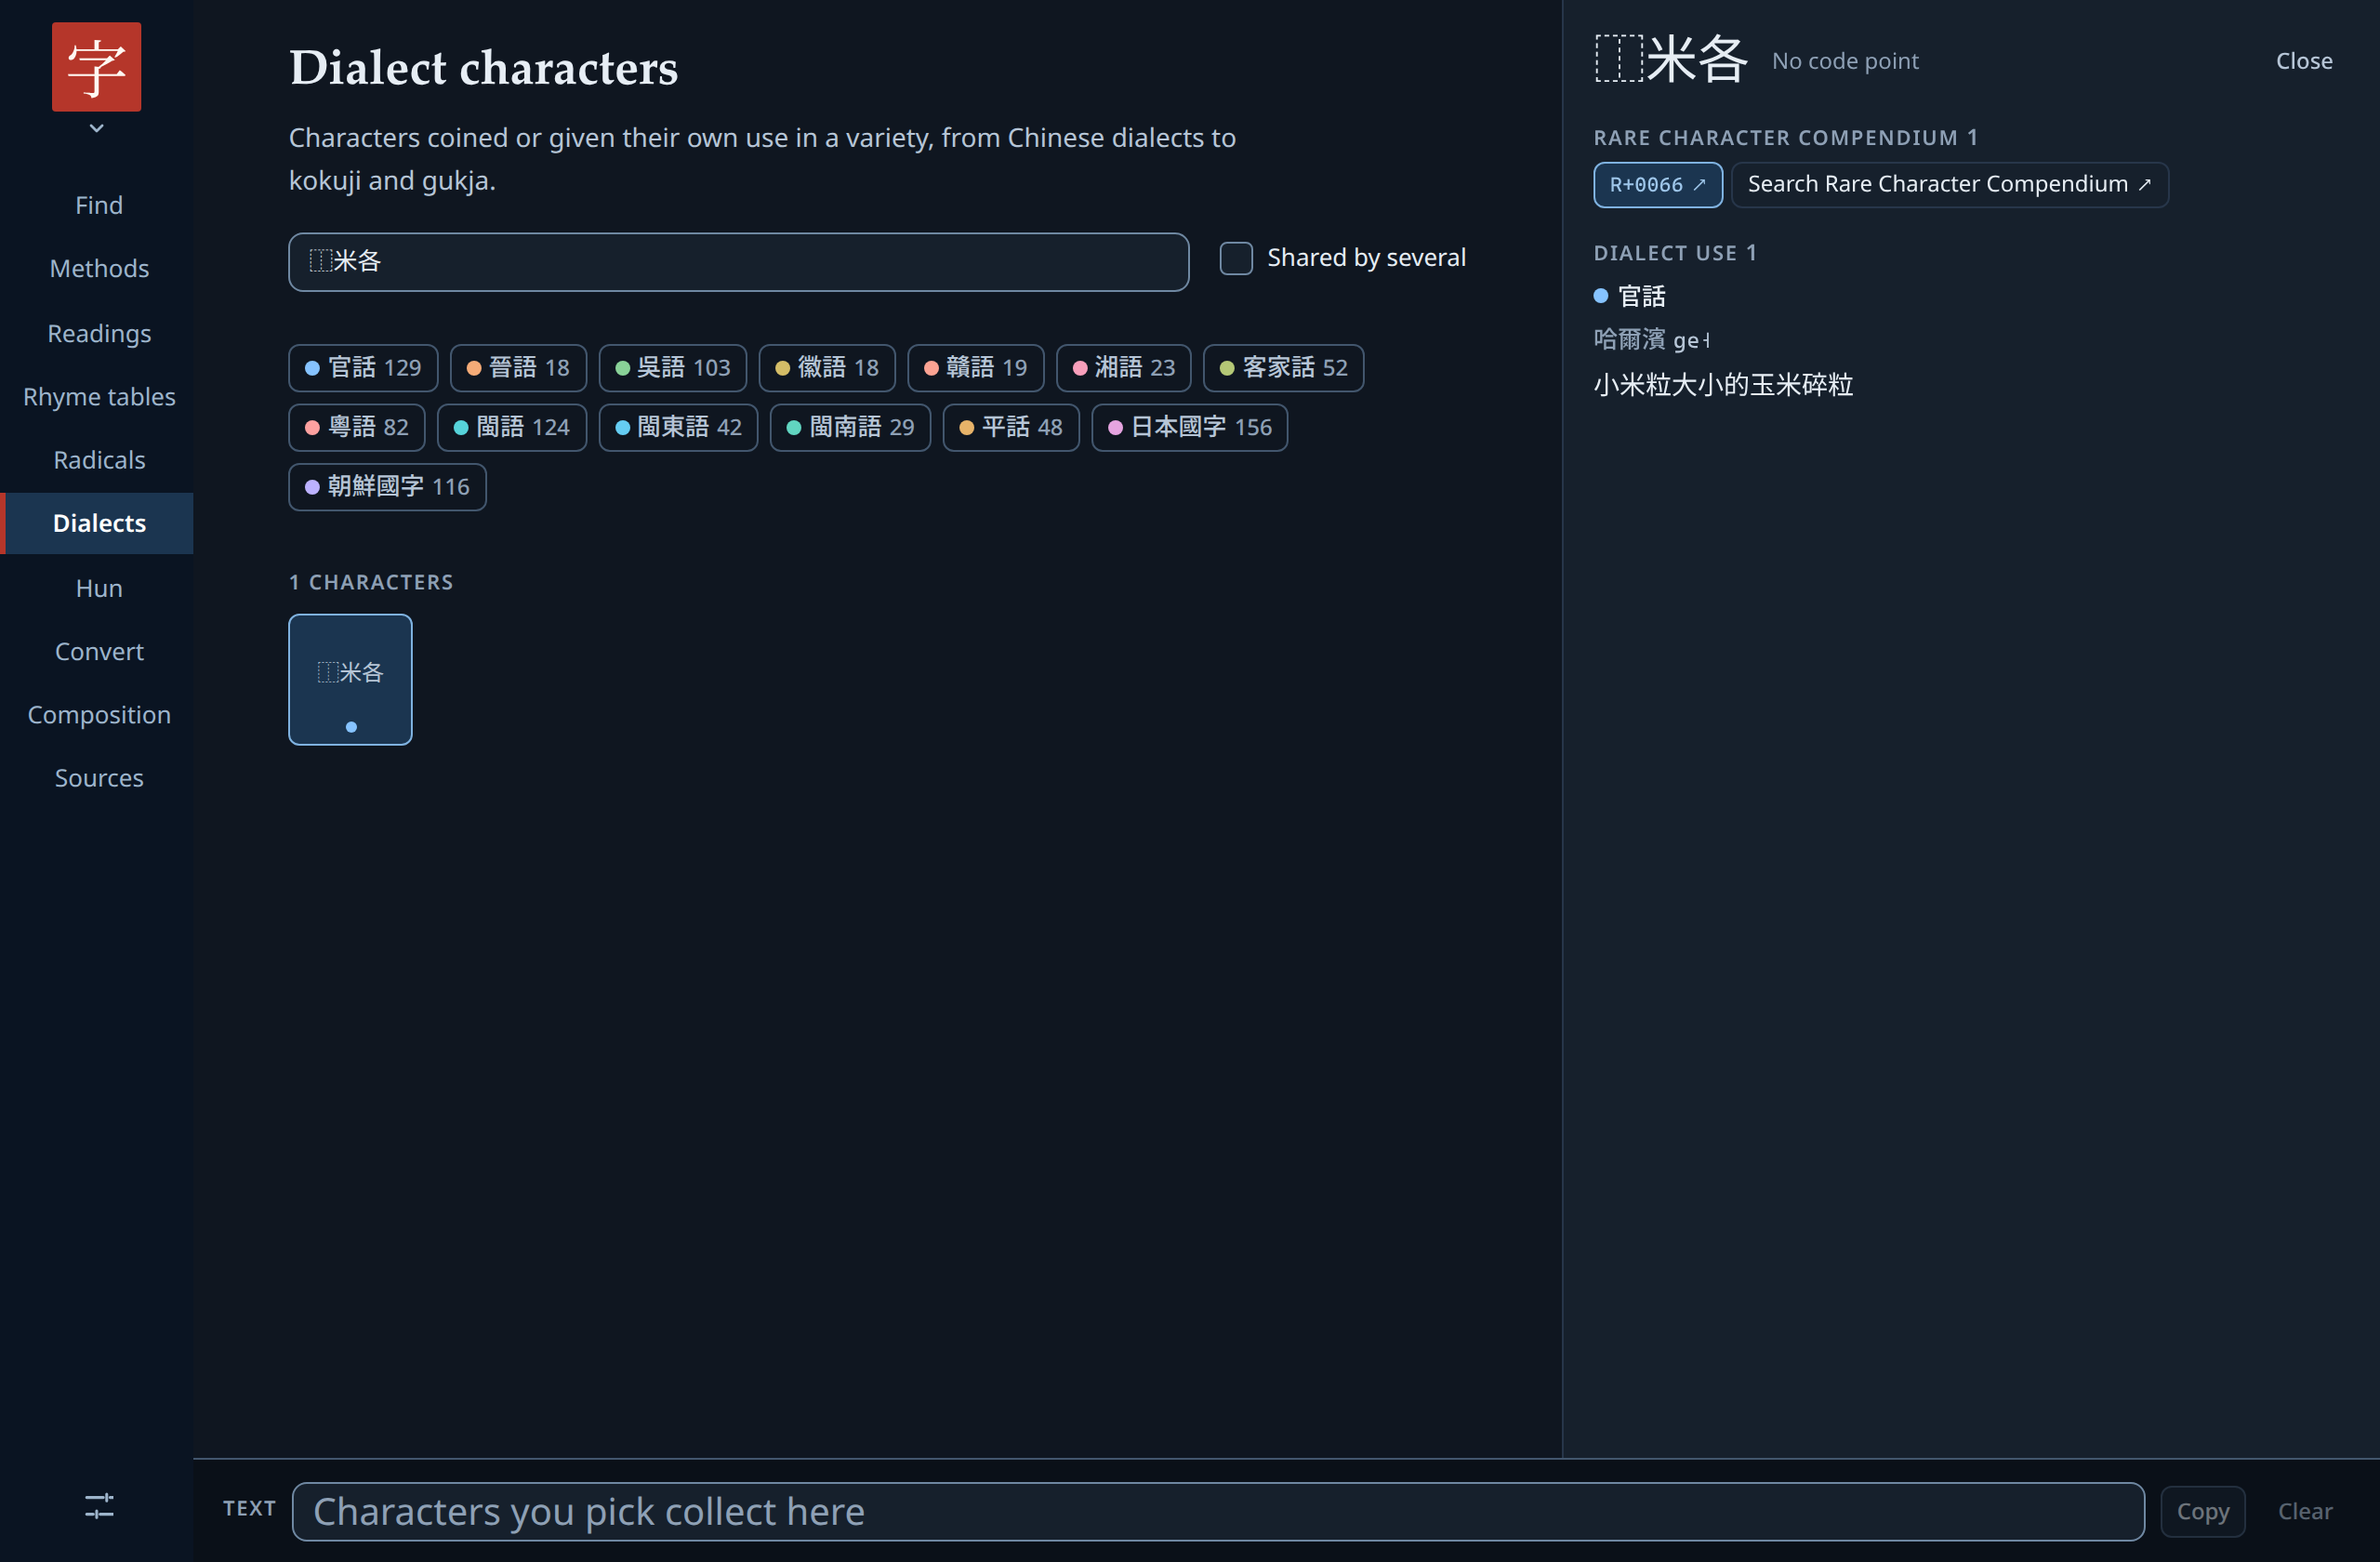 字
Find
Methods
Readings
Rhyme tables
Radicals
Dialects
Hun
Convert
Composition
Sources
Dialect characters
Characters coined or given their own use in a variety, from Chinese dialects to
kokuji and gukja.
⿰米各
Shared by several
官話 129
晉語 18
吳語 103
徽語 18
贛語 19
湘語 23
客家話 52
粵語 82
閩語 124
閩東語 42
閩南語 29
平話 48
日本國字 156
朝鮮國字 116
1 CHARACTERS
⿰米各
⿰米各 No code point
Close
RARE CHARACTER COMPENDIUM 1
R+0066 ↗ Search Rare Character Compendium ↗
DIALECT USE 1
官話
哈爾濱 ge˧
小米粒大小的玉米碎粒
TEXT Characters you pick collect here Copy Clear